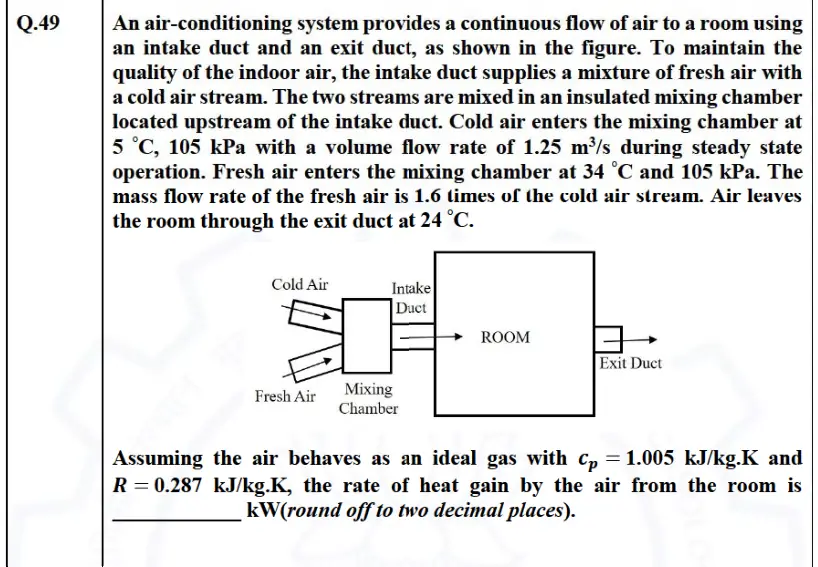 Q.49
An air-conditioning system provides a continuous flow of air to a room using
an intake duct and an exit duct, as shown in the figure. To maintain the
quality of the indoor air, the intake duct supplies a mixture of fresh air with
a cold air stream. The two streams are mixed in an insulated mixing chamber
located upstream of the intake duct. Cold air enters the mixing chamber at
5 °C, 105 kPa with a volume flow rate of 1.25 m³/s during steady state
operation. Fresh air enters the mixing chamber at 34 °C and 105 kPa. The
mass flow rate of the fresh air is 1.6 times of the cold air stream. Air leaves
the room through the exit duct at 24 °C.
Cold Air
Intake
Duct
ROOM
Exit Duct
Fresh Air
Mixing
Chamber
Assuming the air behaves as an ideal gas with cₚ = 1.005 kJ/kg.K and
R = 0.287 kJ/kg.K, the rate of heat gain by the air from the room is
__________ kW(round off to two decimal places).